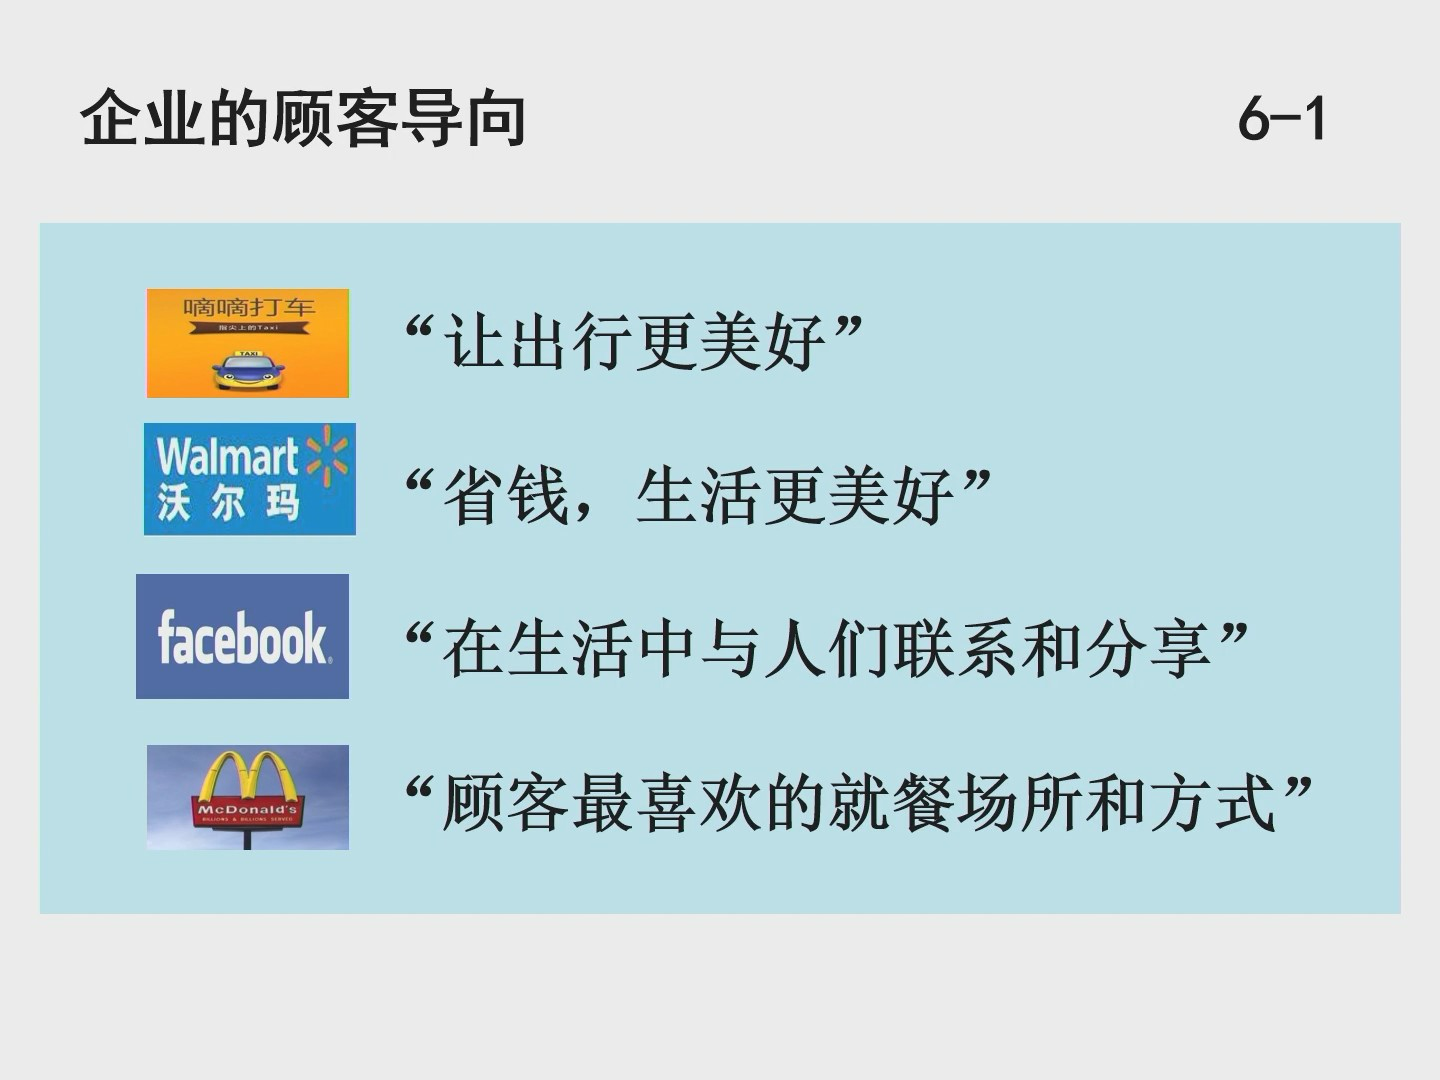 企业的顾客导向
6-1
嘀嘀打车
指尖上的Taxi
TAXI
“让出行更美好”
Walmart
沃尔玛
“省钱，生活更美好”
facebook
“在生活中与人们联系和分享”
McDonald's
BILLIONS & BILLIONS SERVED
“顾客最喜欢的就餐场所和方式”